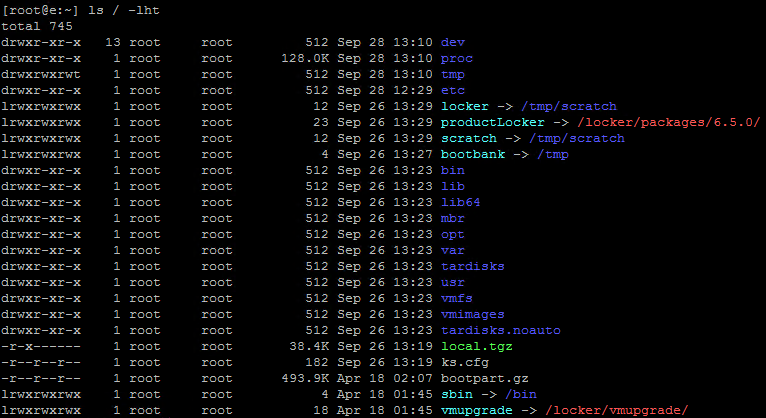 [root@e:~] ls / -lht
total 745
drwxr-xr-x   13 root     root         512 Sep 28 13:10 dev
drwxr-xr-x    1 root     root      128.0K Sep 28 13:10 proc
drwxrwxrwt    1 root     root         512 Sep 28 13:10 tmp
drwxr-xr-x    1 root     root         512 Sep 28 12:29 etc
lrwxrwxrwx    1 root     root          12 Sep 26 13:29 locker -> /tmp/scratch
lrwxrwxrwx    1 root     root          23 Sep 26 13:29 productLocker -> /locker/packages/6.5.0/
lrwxrwxrwx    1 root     root          12 Sep 26 13:29 scratch -> /tmp/scratch
lrwxrwxrwx    1 root     root           4 Sep 26 13:27 bootbank -> /tmp
drwxr-xr-x    1 root     root         512 Sep 26 13:23 bin
drwxr-xr-x    1 root     root         512 Sep 26 13:23 lib
drwxr-xr-x    1 root     root         512 Sep 26 13:23 lib64
drwxr-xr-x    1 root     root         512 Sep 26 13:23 mbr
drwxr-xr-x    1 root     root         512 Sep 26 13:23 opt
drwxr-xr-x    1 root     root         512 Sep 26 13:23 var
drwxr-xr-x    1 root     root         512 Sep 26 13:23 tardisks
drwxr-xr-x    1 root     root         512 Sep 26 13:23 usr
drwxr-xr-x    1 root     root         512 Sep 26 13:23 vmfs
drwxr-xr-x    1 root     root         512 Sep 26 13:23 vmimages
drwxr-xr-x    1 root     root         512 Sep 26 13:23 tardisks.noauto
-r-x------    1 root     root       38.4K Sep 26 13:19 local.tgz
-r--r--r--    1 root     root         182 Sep 26 13:19 ks.cfg
-r--r--r--    1 root     root      493.9K Apr 18 02:07 bootpart.gz
lrwxrwxrwx    1 root     root           4 Apr 18 01:45 sbin -> /bin
lrwxrwxrwx    1 root     root          18 Apr 18 01:45 vmupgrade -> /locker/vmupgrade/